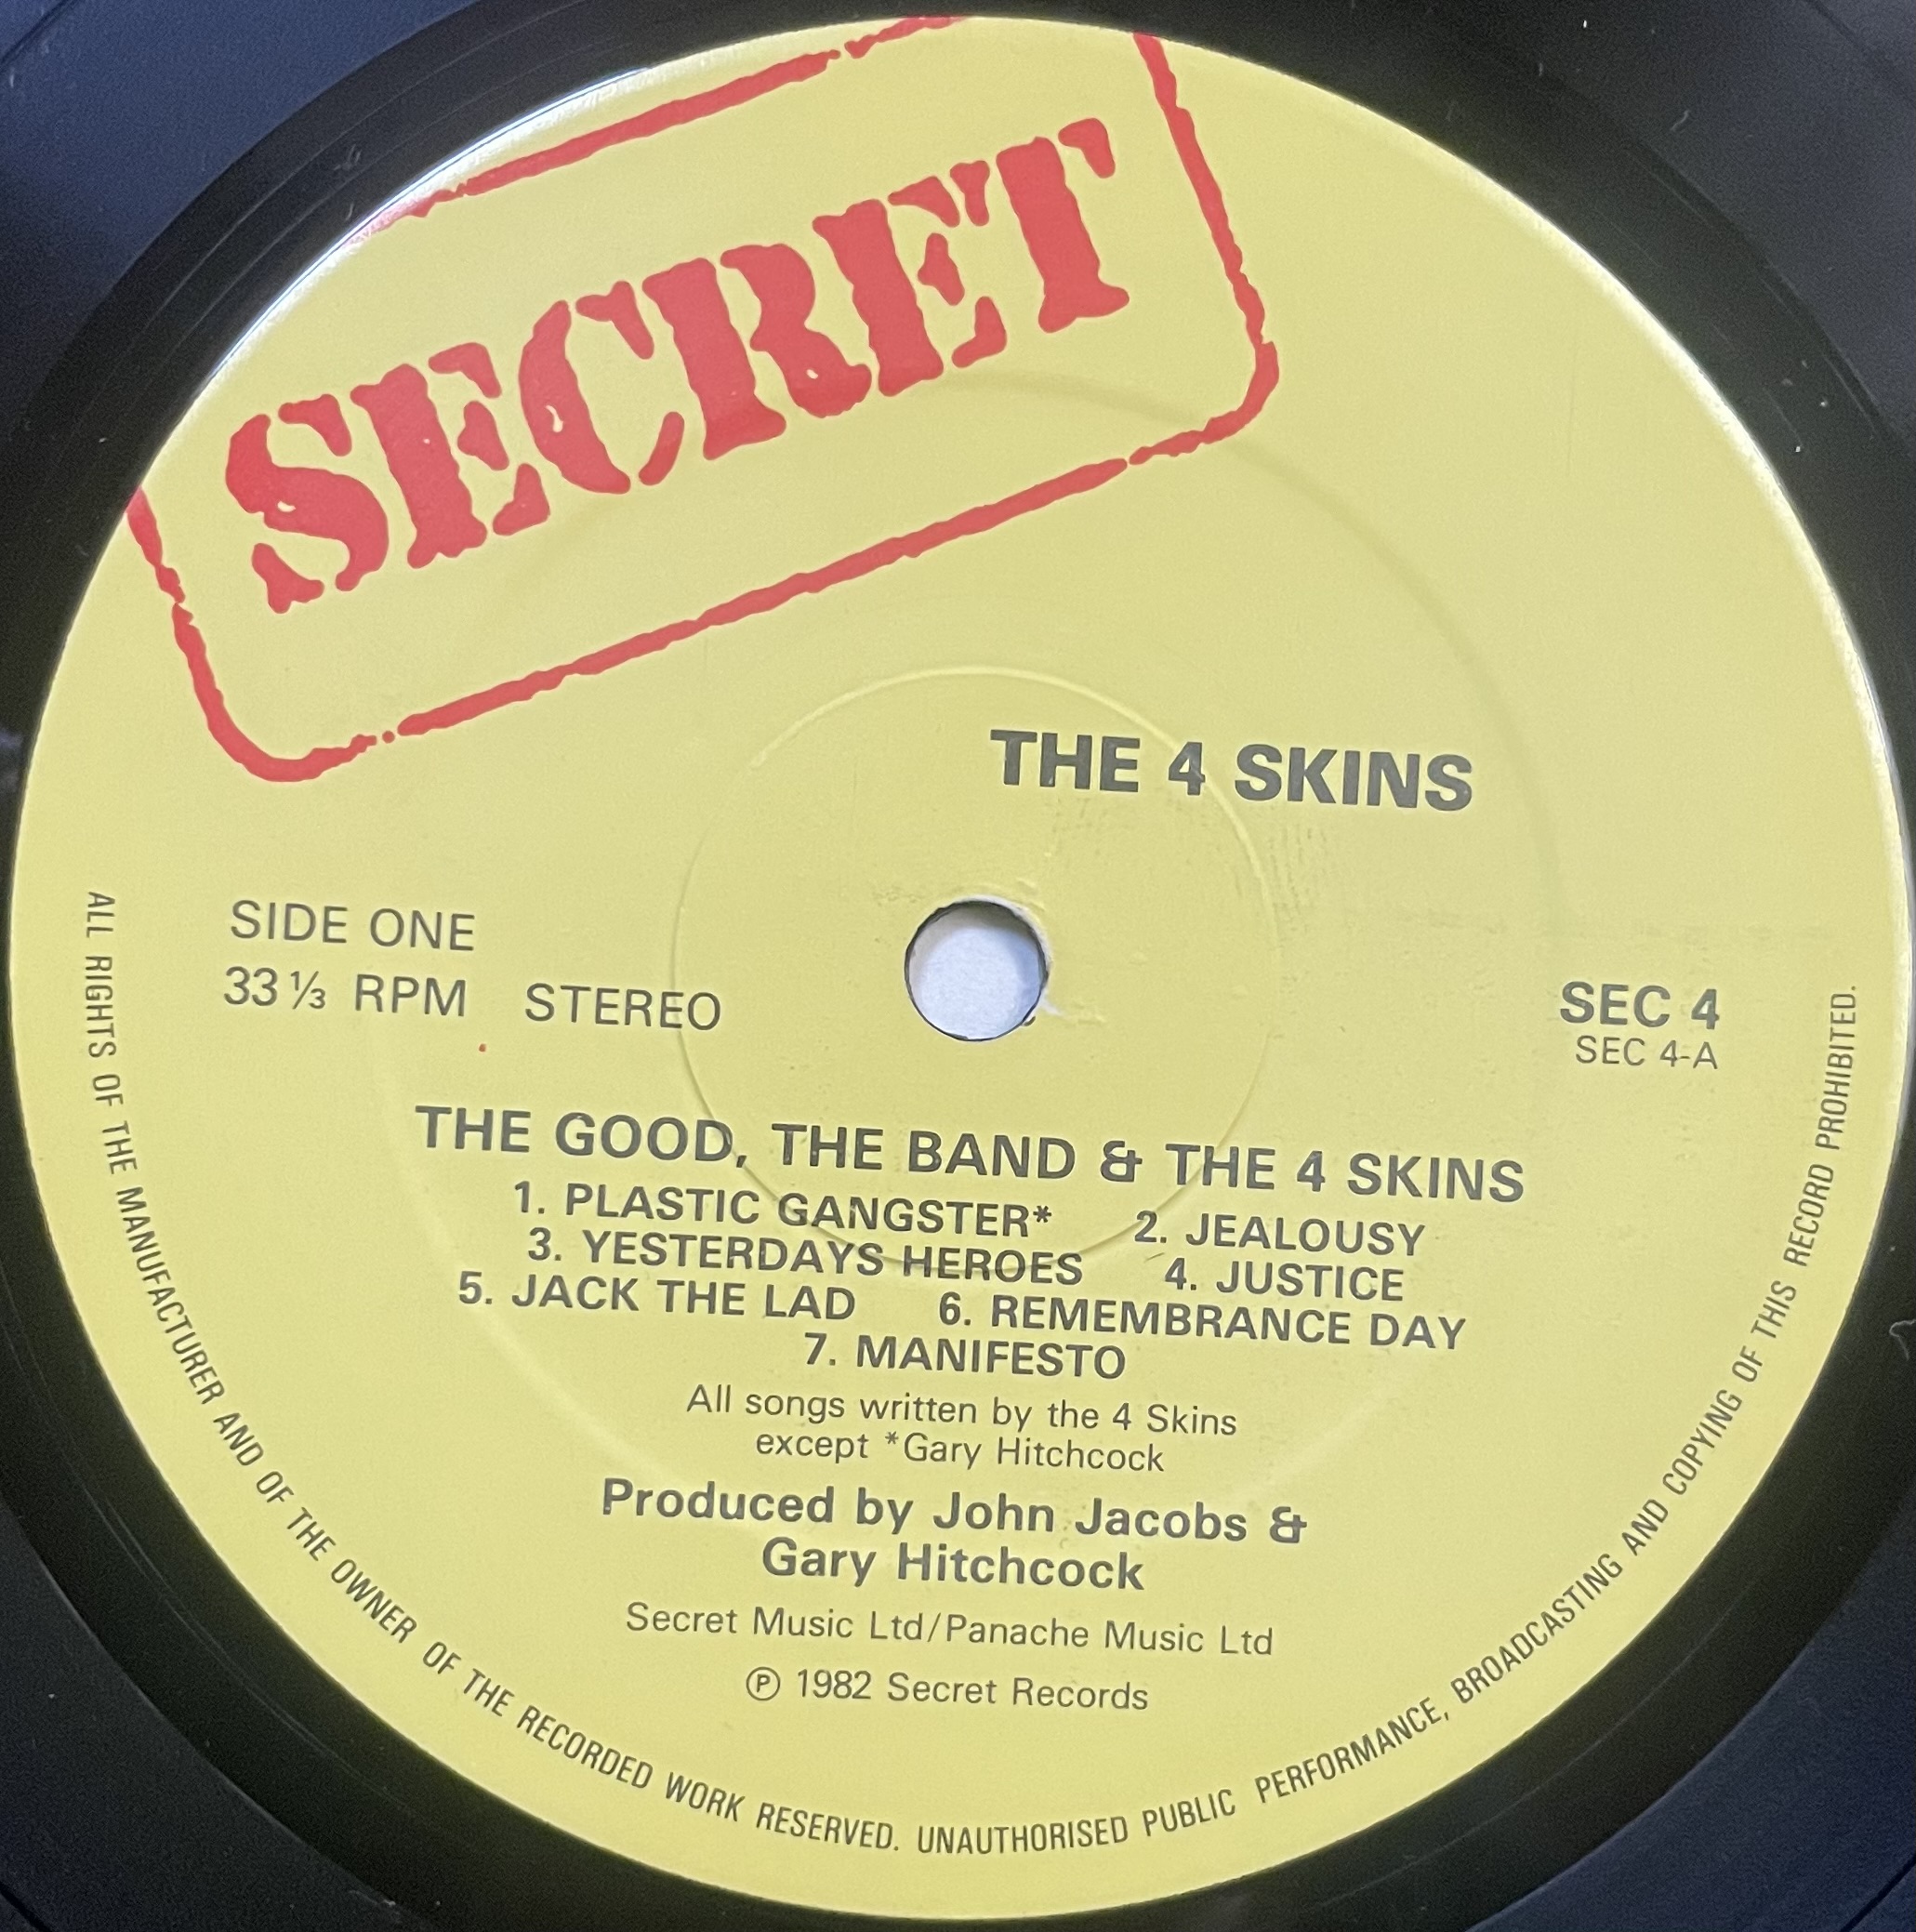 SECRET
THE 4 SKINS
SIDE ONE
33⅓ RPM STEREO
SEC 4
SEC 4-A
THE GOOD, THE BAND & THE 4 SKINS
1. PLASTIC GANGSTER* 2. JEALOUSY
3. YESTERDAYS HEROES 4. JUSTICE
5. JACK THE LAD 6. REMEMBRANCE DAY
7. MANIFESTO
All songs written by the 4 Skins
except *Gary Hitchcock
Produced by John Jacobs &
Gary Hitchcock
Secret Music Ltd/Panache Music Ltd
℗ 1982 Secret Records
ALL RIGHTS OF THE MANUFACTURER AND OF THE OWNER OF THE RECORDED WORK RESERVED. UNAUTHORISED PUBLIC PERFORMANCE, BROADCASTING AND COPYING OF THIS RECORD PROHIBITED.